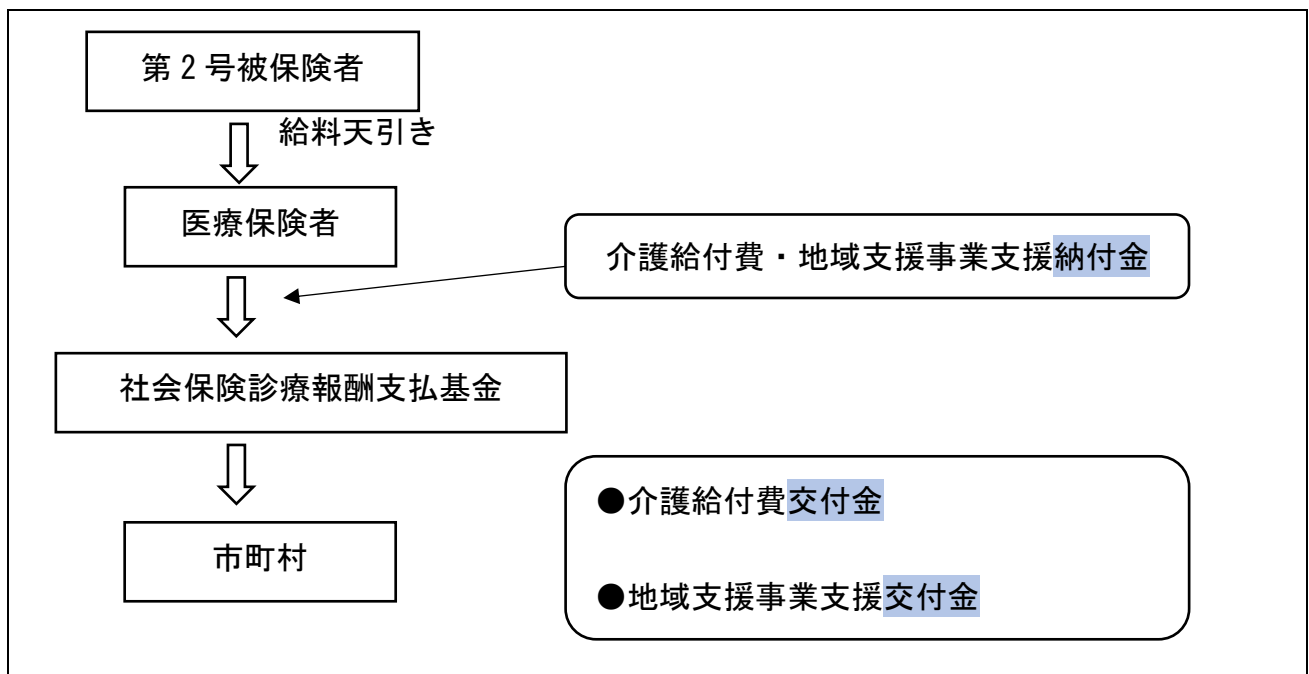 第２号被保険者
給料天引き
医療保険者
介護給付費・地域支援事業支援納付金
社会保険診療報酬支払基金
●介護給付費交付金
市町村
●地域支援事業支援交付金